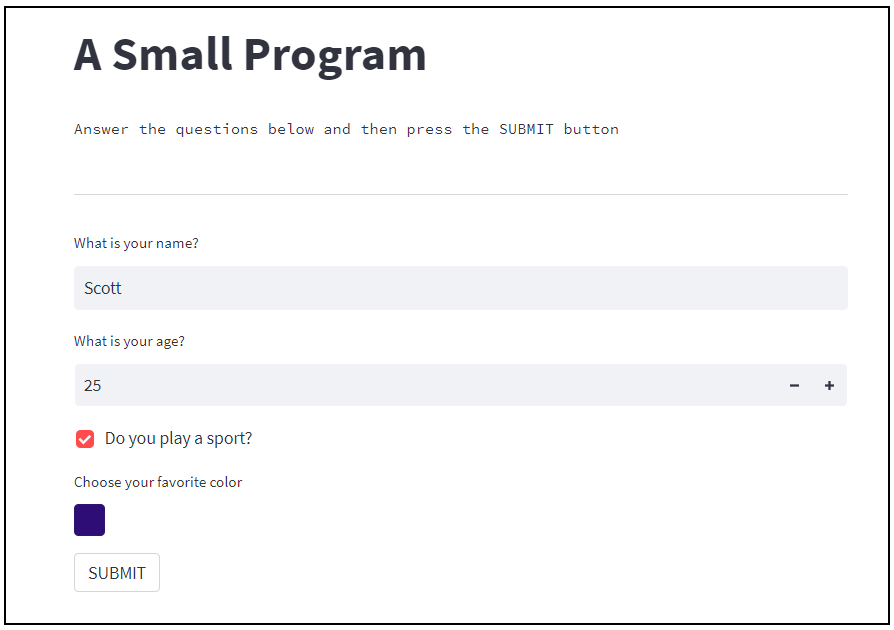 A Small Program
Answer the questions below and then press the SUBMIT button
What is your name?
Scott
What is your age?
25
Do you play a sport?
Choose your favorite color
SUBMIT